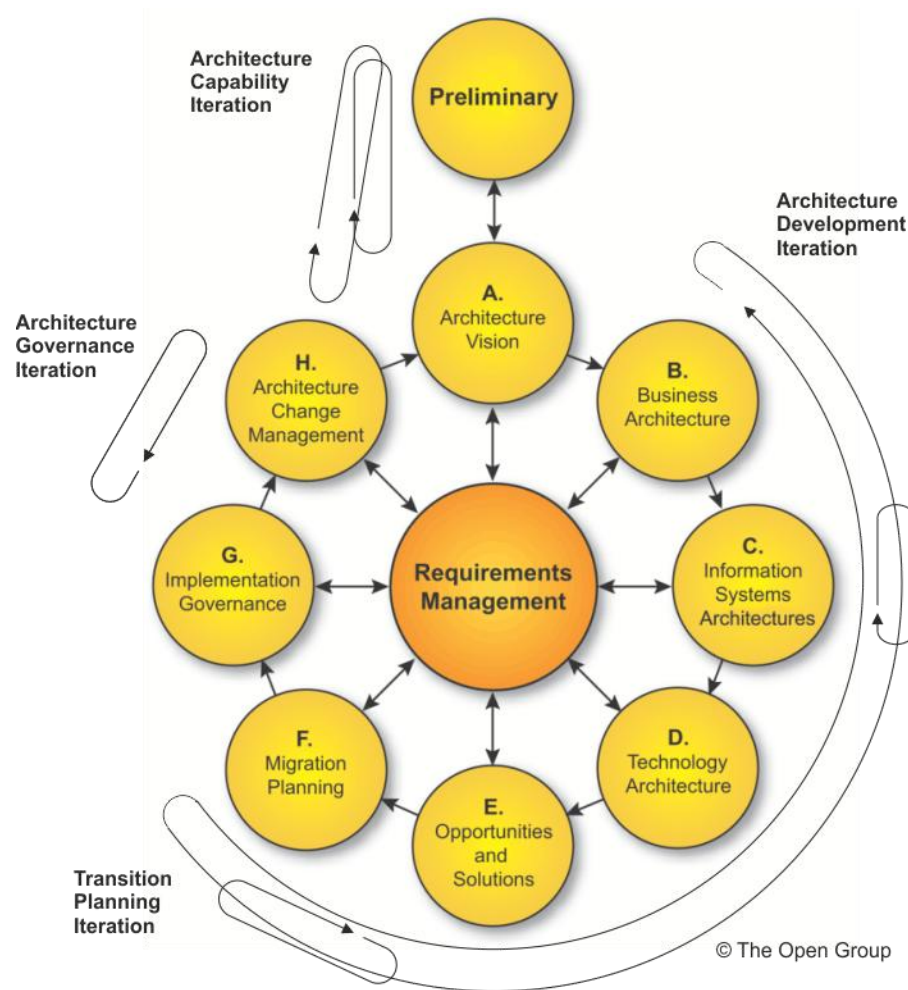 Architecture
Capability
Iteration
Preliminary
Architecture
Development
Iteration
A.
Architecture
Vision
Architecture
Governance
Iteration
H.
Architecture
Change
Management
B.
Business
Architecture
G.
Implementation
Governance
Requirements
Management
C.
Information
Systems
Architectures
F.
Migration
Planning
D.
Technology
Architecture
E.
Opportunities
and
Solutions
Transition
Planning
Iteration
© The Open Group